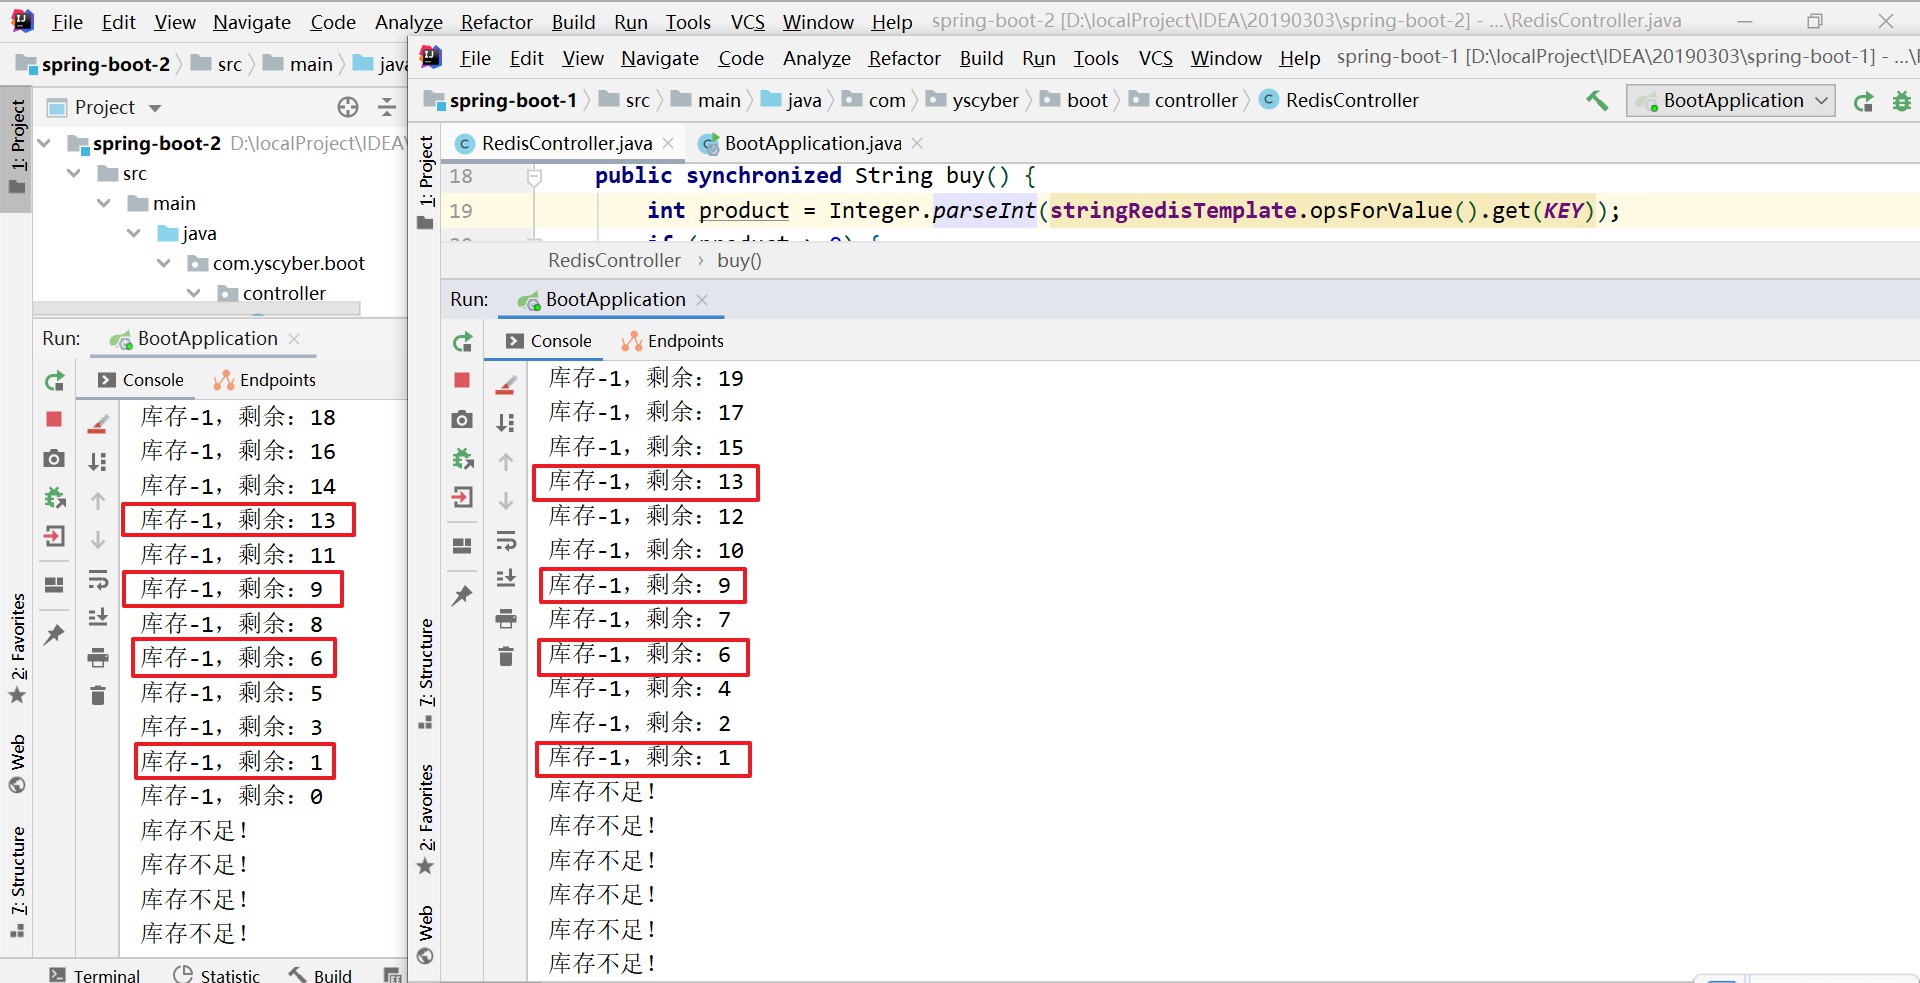 File Edit View Navigate Code Analyze Refactor Build Run Tools VCS Window Help spring-boot-2 [D:\localProject\IDEA\20190303\spring-boot-2] - ...\RedisController.java
spring-boot-2 src main java
Project
1: Project
spring-boot-2 D:\localProject\IDEA\
src
main
java
com.yscyber.boot
controller
Run: BootApplication
Console Endpoints
库存-1, 剩余: 18
库存-1, 剩余: 16
库存-1, 剩余: 14
库存-1, 剩余: 13
库存-1, 剩余: 11
库存-1, 剩余: 9
库存-1, 剩余: 8
库存-1, 剩余: 6
库存-1, 剩余: 5
库存-1, 剩余: 3
库存-1, 剩余: 1
库存-1, 剩余: 0
库存不足!
库存不足!
库存不足!
库存不足!
2: Favorites
Web
7: Structure
Terminal Statistic Build
File Edit View Navigate Code Analyze Refactor Build Run Tools VCS Window Help spring-boot-1 [D:\localProject\IDEA\20190303\spring-boot-1] - ...\
spring-boot-1 src main java com yscyber boot controller RedisController BootApplication
1: Project
RedisController.java BootApplication.java
18 public synchronized String buy() {
19 int product = Integer.parseInt(stringRedisTemplate.opsForValue().get(KEY));
RedisController › buy()
Run: BootApplication
Console Endpoints
库存-1, 剩余: 19
库存-1, 剩余: 17
库存-1, 剩余: 15
库存-1, 剩余: 13
库存-1, 剩余: 12
库存-1, 剩余: 10
库存-1, 剩余: 9
库存-1, 剩余: 7
库存-1, 剩余: 6
库存-1, 剩余: 4
库存-1, 剩余: 2
库存-1, 剩余: 1
库存不足!
库存不足!
库存不足!
库存不足!
库存不足!
库存不足!
7: Structure
2: Favorites
Web